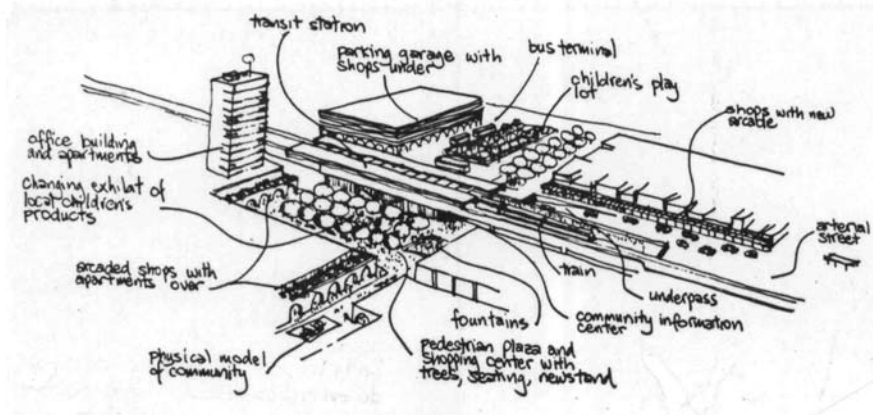 transit station
parking garage with
shops under
bus terminal
children's play
lot
shops with new
arcade
office building
and apartments
changing exhibit of
local children's
products
arterial
street
arcaded shops with
apartments over
train
underpass
fountains
community information
center
physical model
of community
pedestrian plaza and
shopping center with
trees, seating, newstand